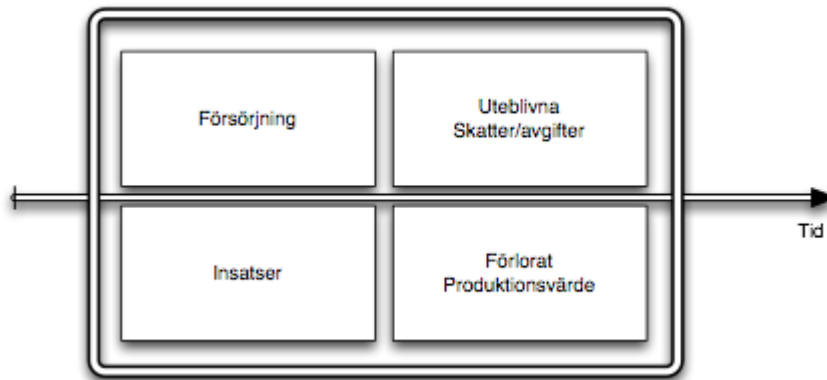 Försörjning
Uteblivna
Skatter/avgifter
Tid
Insatser
Förlorat
Produktionsvärde